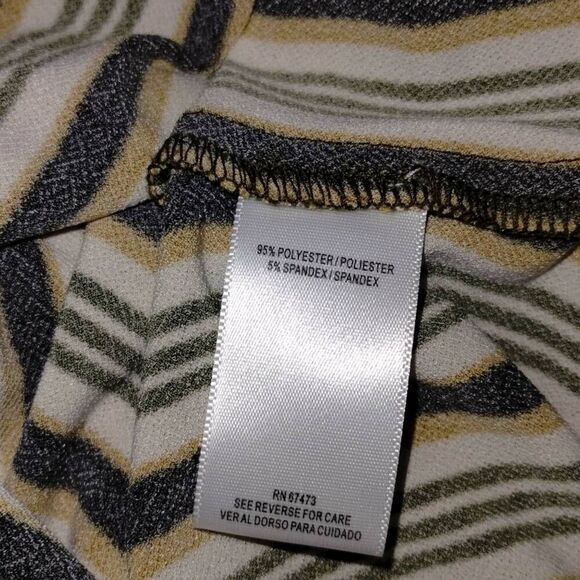 95% POLYESTER / POLIESTER
5% SPANDEX / SPANDEX
RN 67473
SEE REVERSE FOR CARE
VER AL DORSO PARA CUIDADO